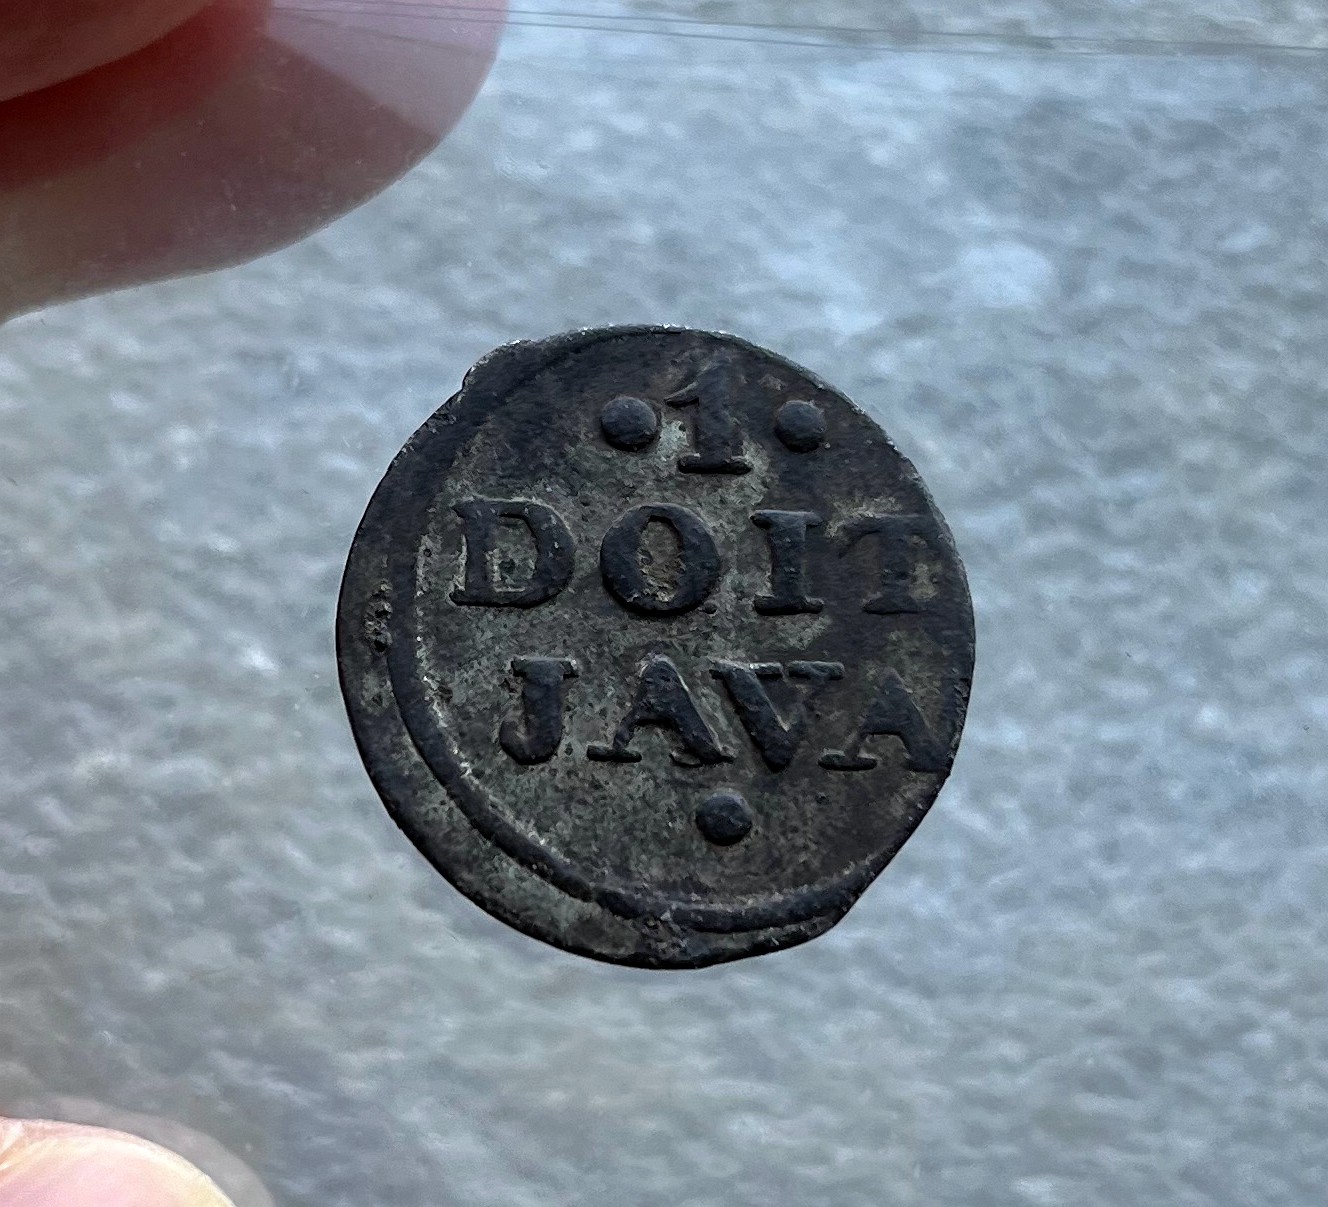 • 1 •
DOIT
JAVA
•